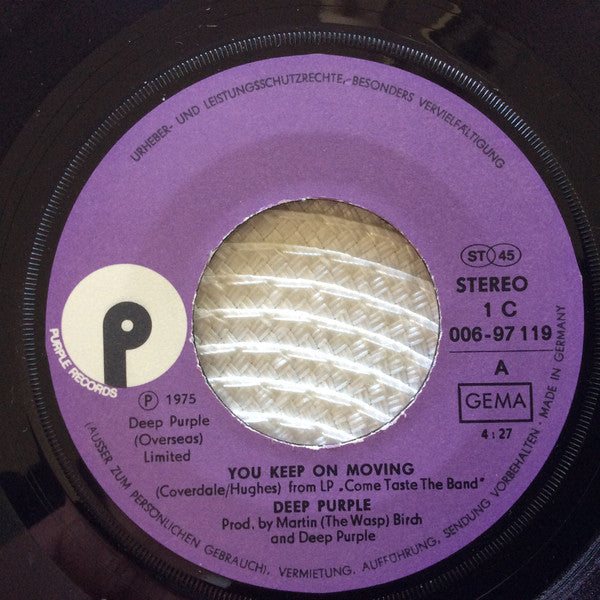 URHEBER- UND LEISTUNGSSCHUTZRECHTE, BESONDERS VERVIELFÄLTIGUNG
ST 45
STEREO
1 C
006-97 119
A
GEMA
4:27
MADE IN GERMANY
P
PURPLE RECORDS
Ⓟ 1975
Deep Purple
(Overseas)
Limited
YOU KEEP ON MOVING
(Coverdale/Hughes) from LP „Come Taste The Band"
DEEP PURPLE
Prod. by Martin (The Wasp) Birch
and Deep Purple
(AUSSER ZUM PERSÖNLICHEN GEBRAUCH), VERMIETUNG, AUFFÜHRUNG, SENDUNG VORBEHALTEN ·